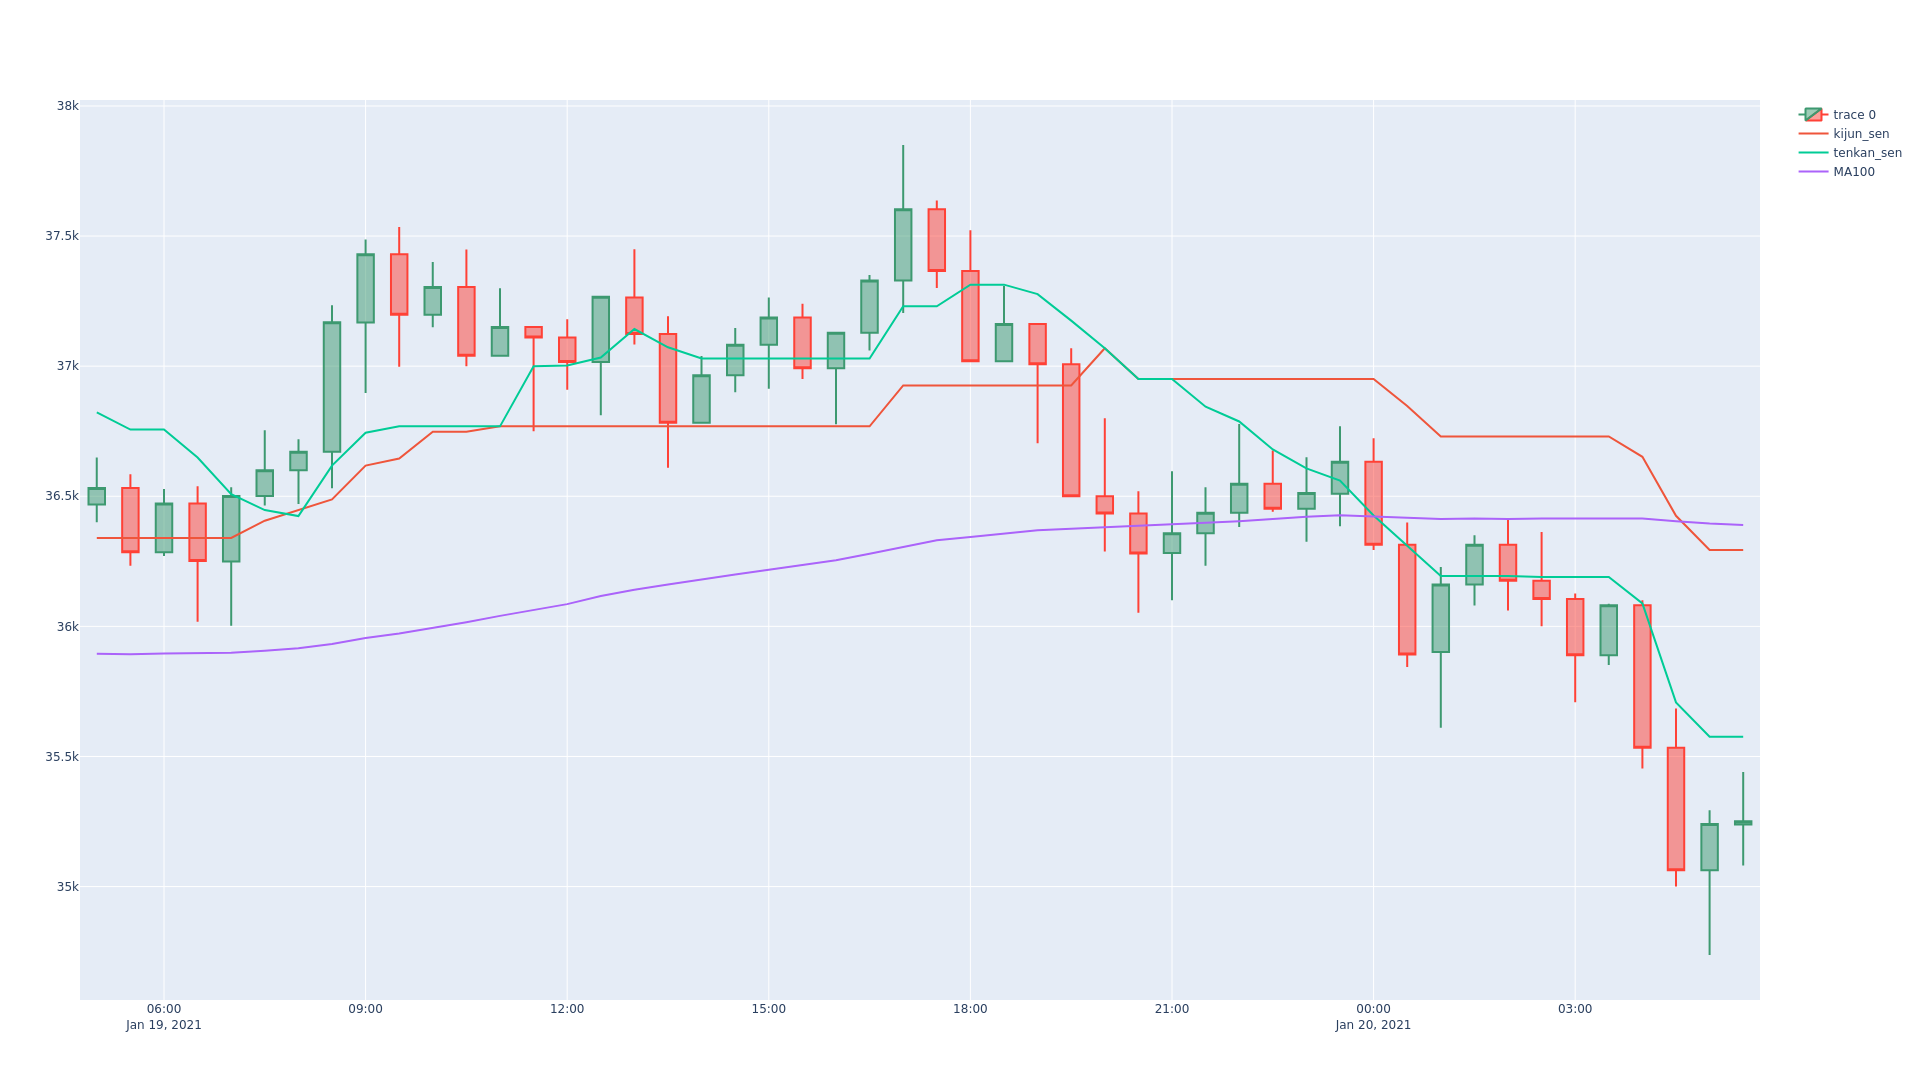 38k
37.5k
37k
36.5k
36k
35.5k
35k
06:00
Jan 19, 2021
09:00
12:00
15:00
18:00
21:00
00:00
Jan 20, 2021
03:00
trace 0
kijun_sen
tenkan_sen
MA100